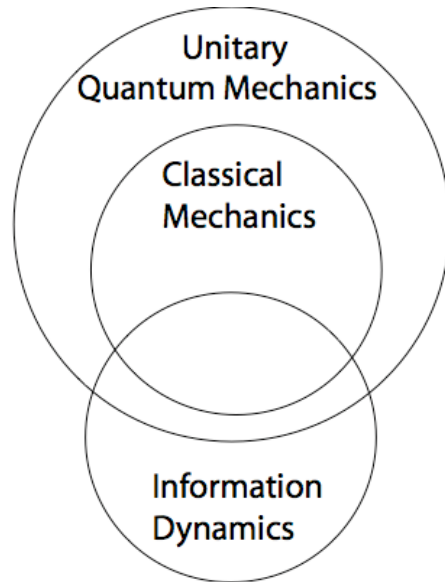 Unitary
Quantum Mechanics
Classical
Mechanics
Information
Dynamics